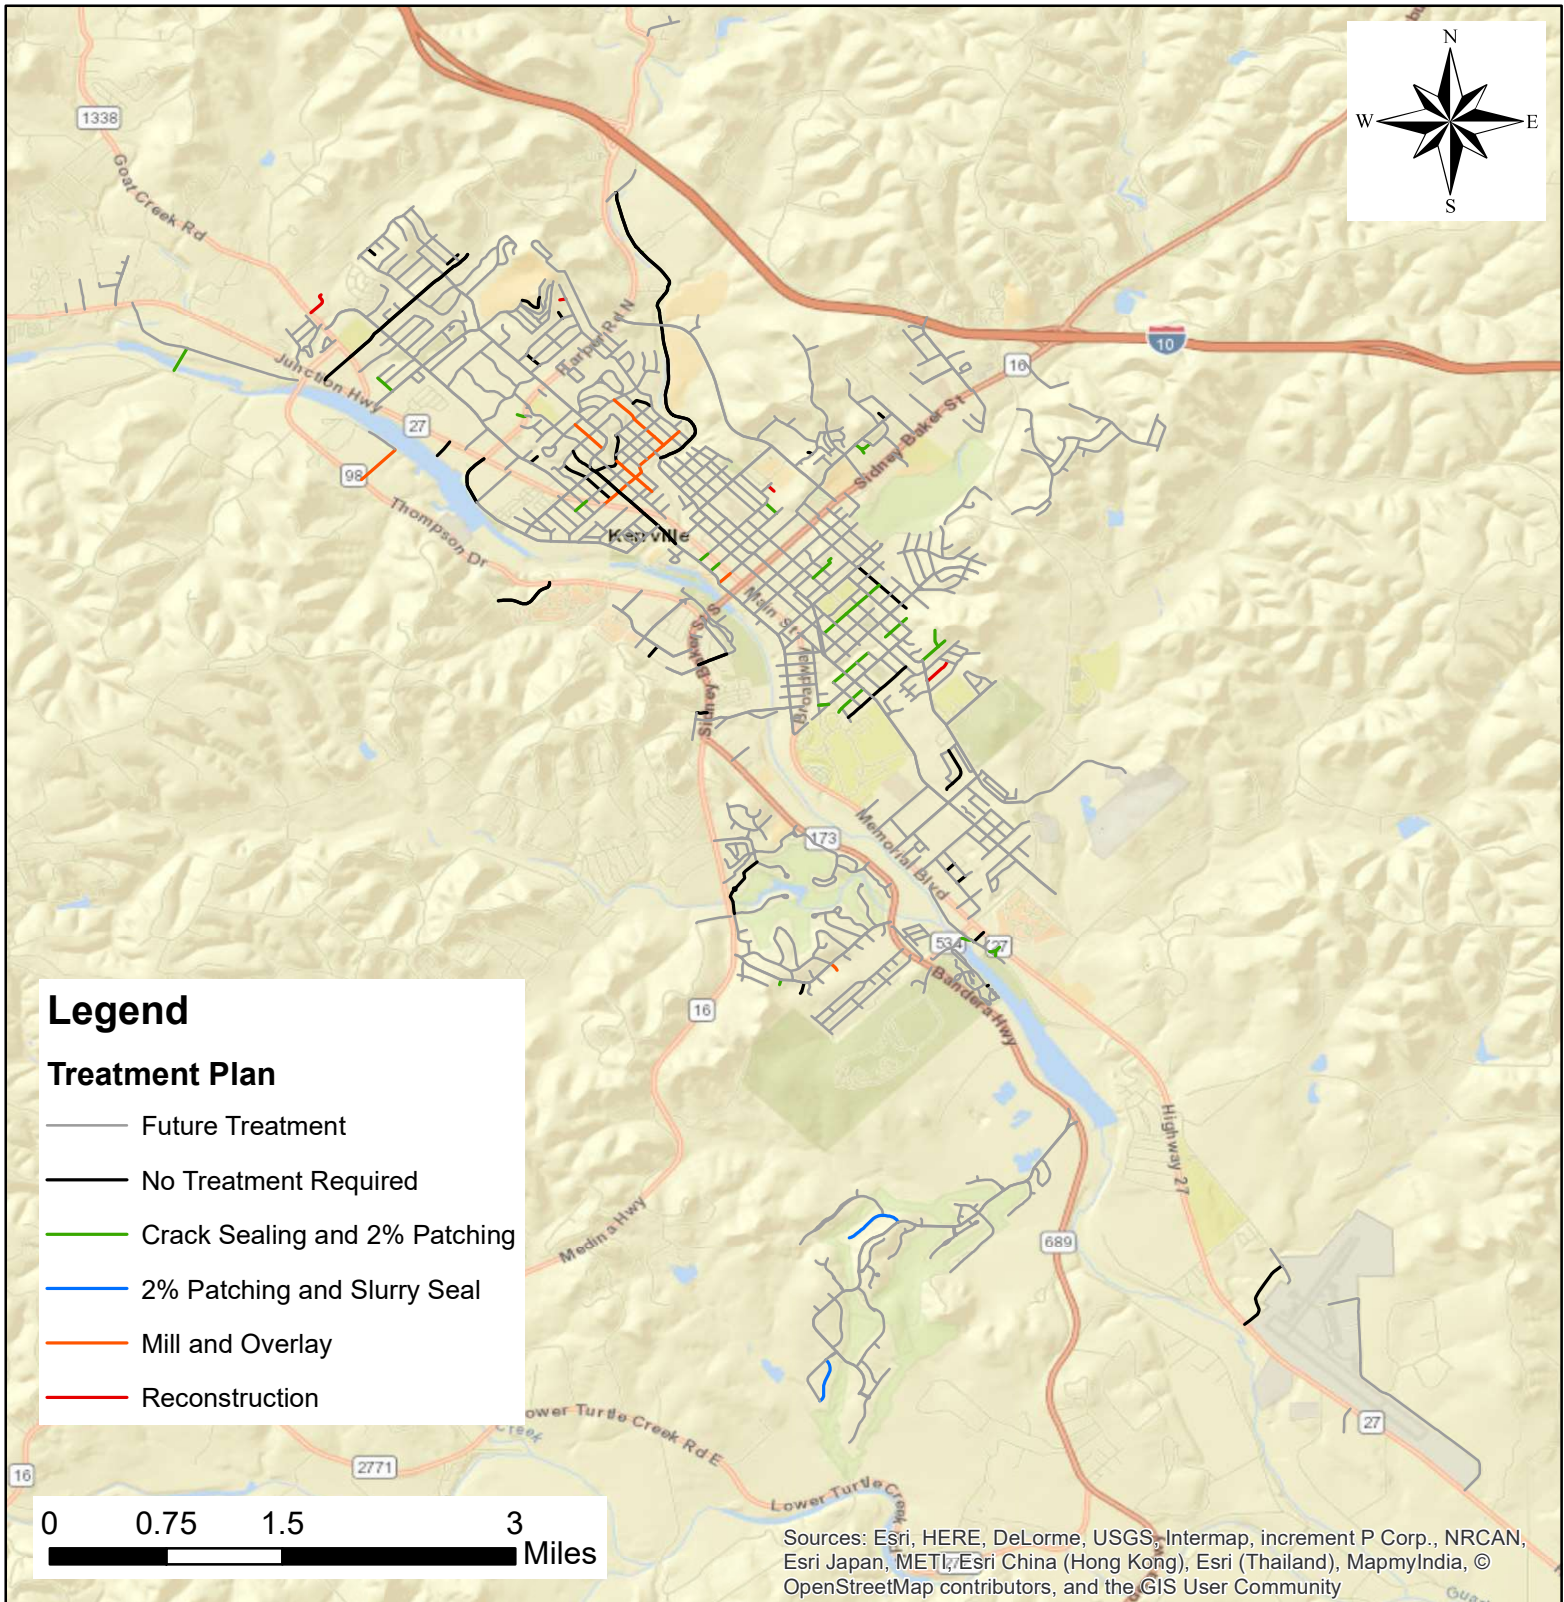 N
W
E
S
1338
Goat Creek Rd
Harper Rd N
10
16
Junction Hwy
27
Sidney Baker St
98
Thompson Dr
Kerrville
Main St
Sidney Baker S
S
Broadway
173
Memorial Blvd
534
27
Bandera Hwy
16
Highway 27
Medina Hwy
689
27
Lower Turtle Creek Rd E
Creek
2771
16
Lower Turtle Creek
Legend
Treatment Plan
Future Treatment
No Treatment Required
Crack Sealing and 2% Patching
2% Patching and Slurry Seal
Mill and Overlay
Reconstruction
0 0.75 1.5 3
Miles
Sources: Esri, HERE, DeLorme, USGS, Intermap, increment P Corp., NRCAN,
Esri Japan, METI, Esri China (Hong Kong), Esri (Thailand), MapmyIndia, ©
OpenStreetMap contributors, and the GIS User Community